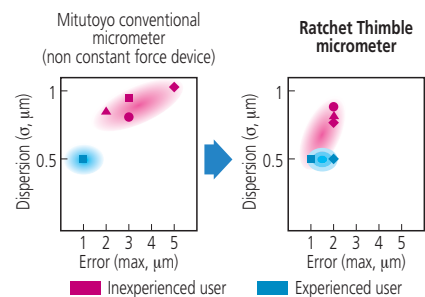 Mitutoyo conventional
micrometer
(non constant force device)
Ratchet Thimble
micrometer
Dispersion (σ, μm)
1
0.5
1 2 3 4 5
Error (max, μm)
Dispersion (σ, μm)
1
0.5
1 2 3 4 5
Error (max, μm)
Inexperienced user
Experienced user